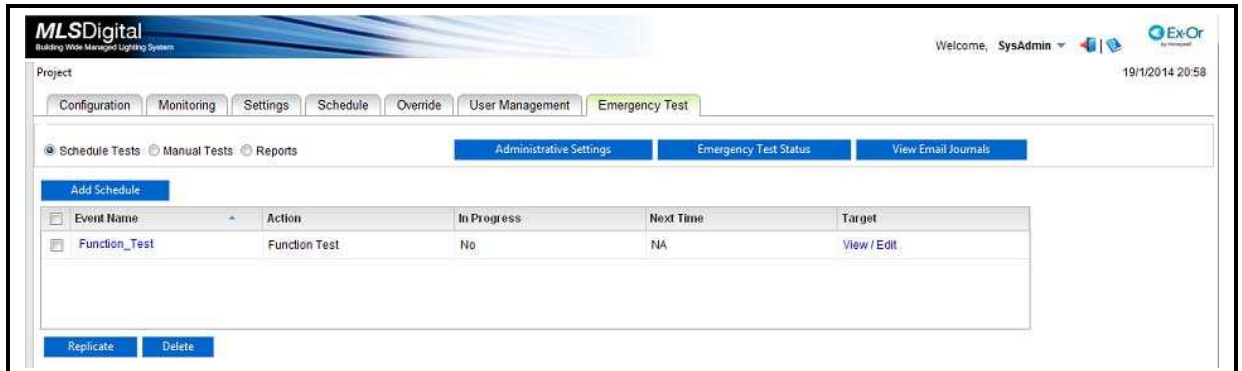 MLSDigital
Building Wide Managed Lighting System
Welcome, SysAdmin
Ex-Or
by Honeywell
Project
19/1/2014 20:58
Configuration Monitoring Settings Schedule Override User Management Emergency Test
Schedule Tests Manual Tests Reports Administrative Settings Emergency Test Status View Email Journals
Add Schedule
Event Name Action In Progress Next Time Target
Function_Test Function Test No NA View / Edit
Replicate Delete